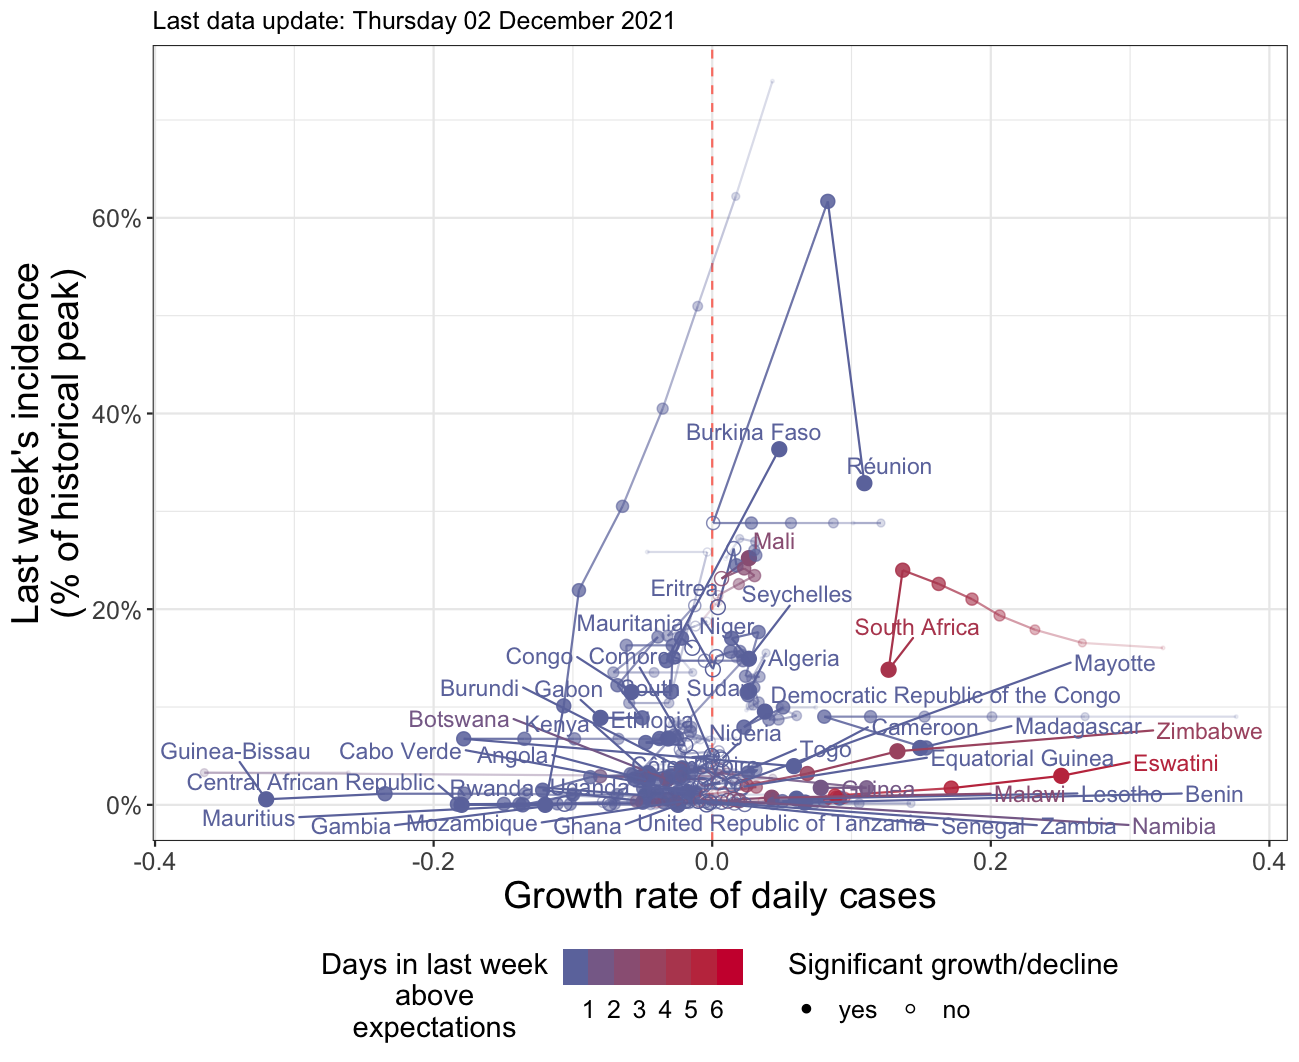 Last data update: Thursday 02 December 2021
Last week's incidence
(% of historical peak)
60%
40%
20%
0%
Burkina Faso
Réunion
Mali
Eritrea
Seychelles
Mauritania
Niger
South Africa
Congo
Comoros
Algeria
Mayotte
Burundi
Gabon
South Sudan
Democratic Republic of the Congo
Botswana
Kenya
Ethiopia
Nigeria
Cameroon
Madagascar
Zimbabwe
Guinea-Bissau
Cabo Verde
Angola
Togo
Equatorial Guinea
Eswatini
Côte d'Ivoire
Central African Republic
Rwanda
Uganda
Guinea
Malawi
Lesotho
Benin
Mauritius
Gambia
Mozambique
Ghana
United Republic of Tanzania
Senegal
Zambia
Namibia
-0.4
-0.2
0.0
0.2
0.4
Growth rate of daily cases
Days in last week
above
expectations
1 2 3 4 5 6
Significant growth/decline
yes
no